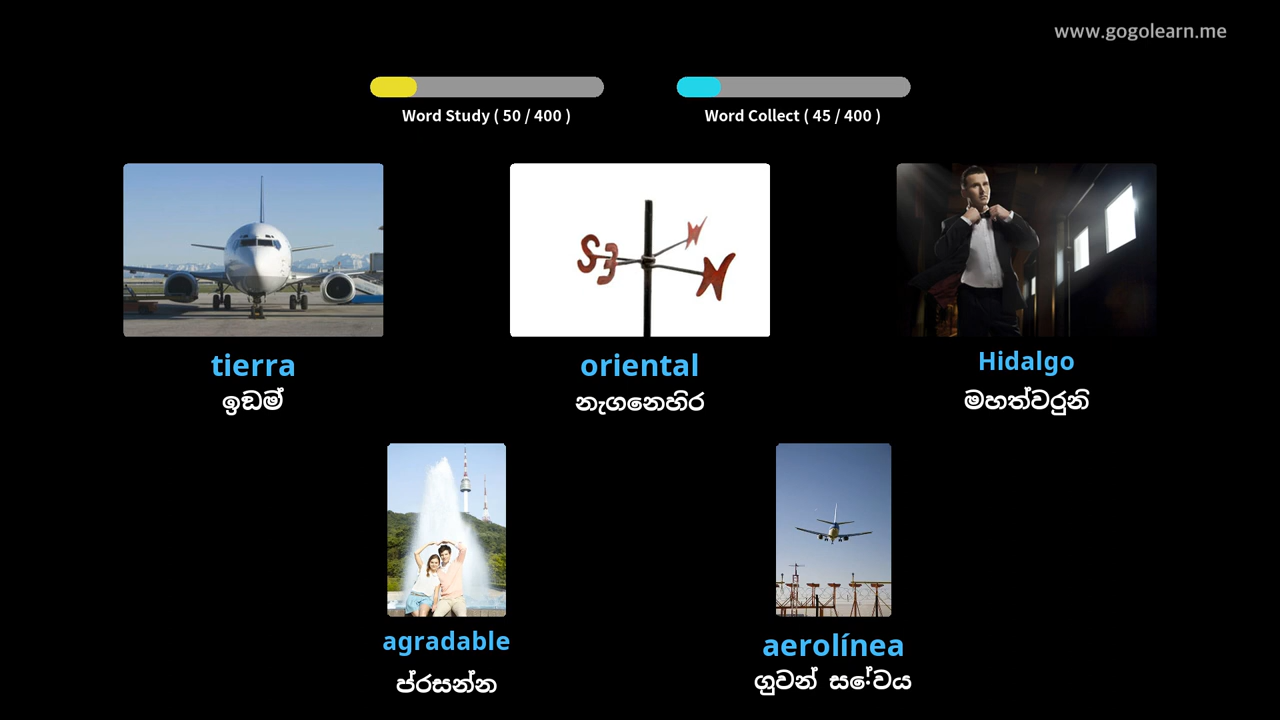 www.gogolearn.me
Word Study ( 50 / 400 )
Word Collect ( 45 / 400 )
S E N W
tierra
ඉඩම්
oriental
නැගෙනහිර
Hidalgo
මහත්වරුනි
agradable
ප්රසන්න
aerolínea
ගුවන් සේවය